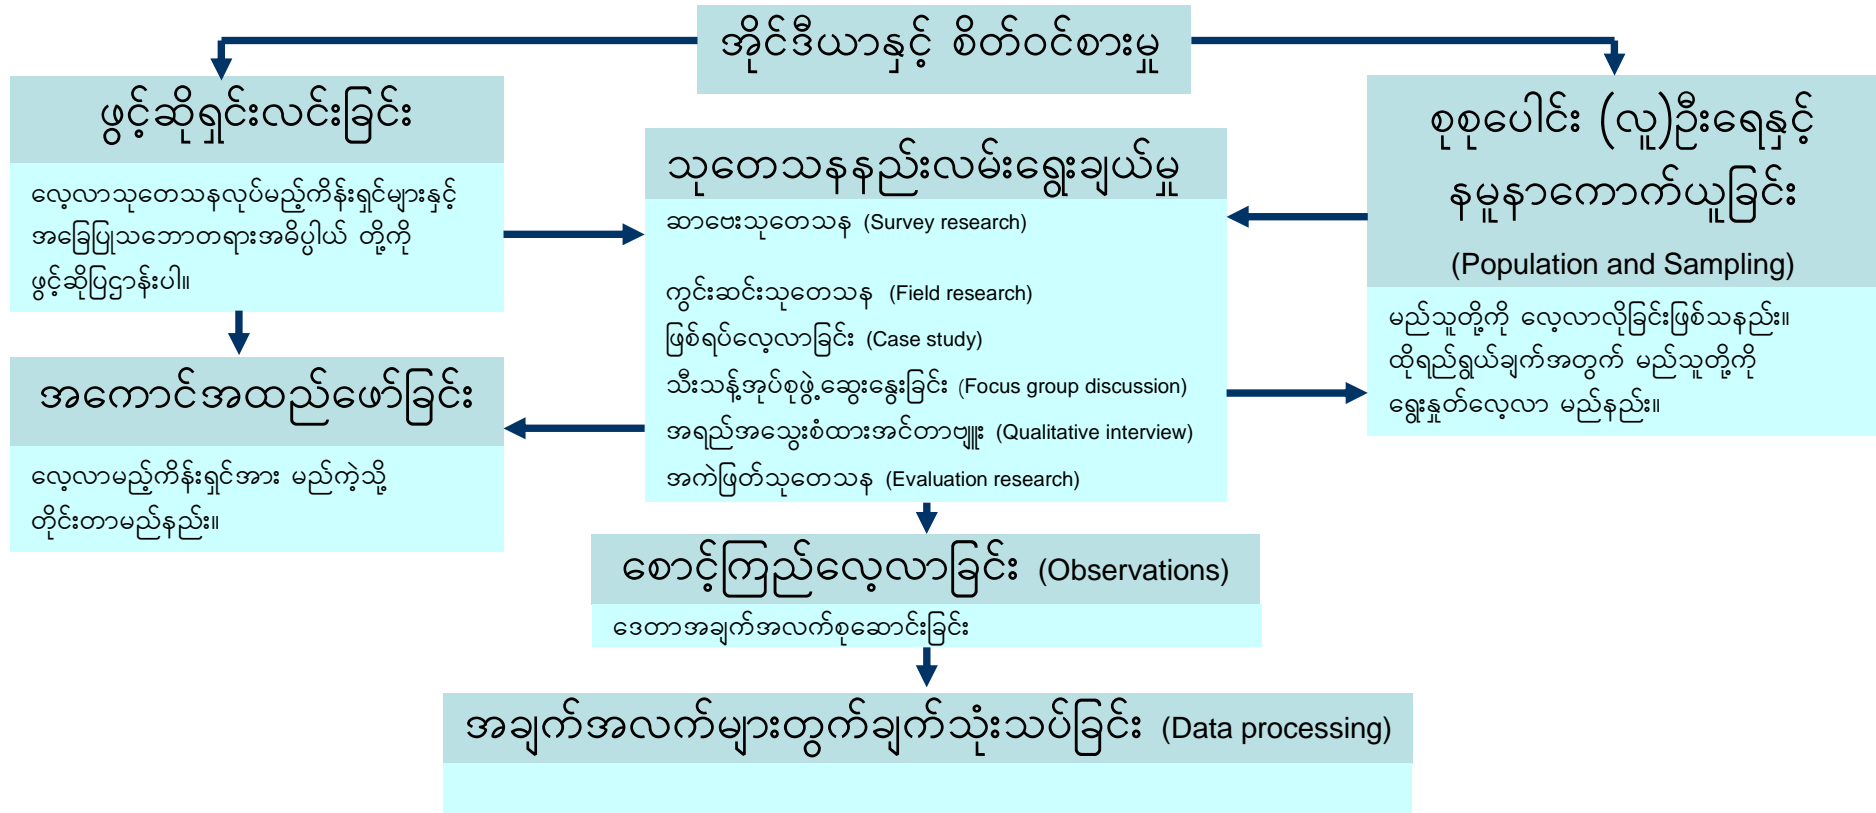 အိုင်ဒီယာနှင့် စိတ်ဝင်စားမှု
ဖွင့်ဆိုရှင်းလင်းခြင်း
လေ့လာသုတေသနလုပ်မည့်ကိန်းရှင်များနှင့်
အခြေပြုသဘောတရားအဓိပ္ပါယ် တို့ကို
ဖွင့်ဆိုပြဌာန်းပါ။
အကောင်အထည်ဖော်ခြင်း
လေ့လာမည့်ကိန်းရှင်အား မည်ကဲ့သို့
တိုင်းတာမည်နည်း။
သုတေသနနည်းလမ်းရွေးချယ်မှု
ဆာဗေးသုတေသန (Survey research)
ကွင်းဆင်းသုတေသန (Field research)
ဖြစ်ရပ်လေ့လာခြင်း (Case study)
သီးသန့်အုပ်စုဖွဲ့ဆွေးနွေးခြင်း (Focus group discussion)
အရည်အသွေးစံထားအင်တာဗျူး (Qualitative interview)
အကဲဖြတ်သုတေသန (Evaluation research)
စုစုပေါင်း (လူ)ဦးရေနှင့်
နမူနာကောက်ယူခြင်း
(Population and Sampling)
မည်သူတို့ကို လေ့လာလိုခြင်းဖြစ်သနည်း။
ထိုရည်ရွယ်ချက်အတွက် မည်သူတို့ကို
ရွေးနှုတ်လေ့လာ မည်နည်း။
စောင့်ကြည်လေ့လာခြင်း (Observations)
ဒေတာအချက်အလက်စုဆောင်းခြင်း
အချက်အလက်များတွက်ချက်သုံးသပ်ခြင်း (Data processing)